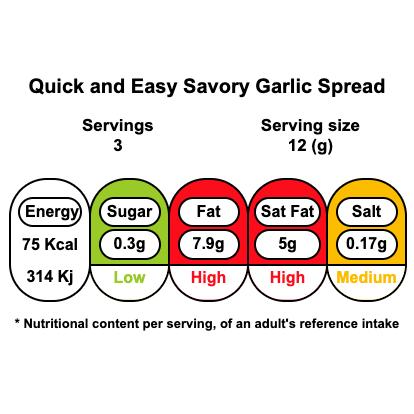 Quick and Easy Savory Garlic Spread
Servings
3
Serving size
12 (g)
Energy
75 Kcal
314 Kj
Sugar
0.3g
Low
Fat
7.9g
High
Sat Fat
5g
High
Salt
0.17g
Medium
* Nutritional content per serving, of an adult's reference intake